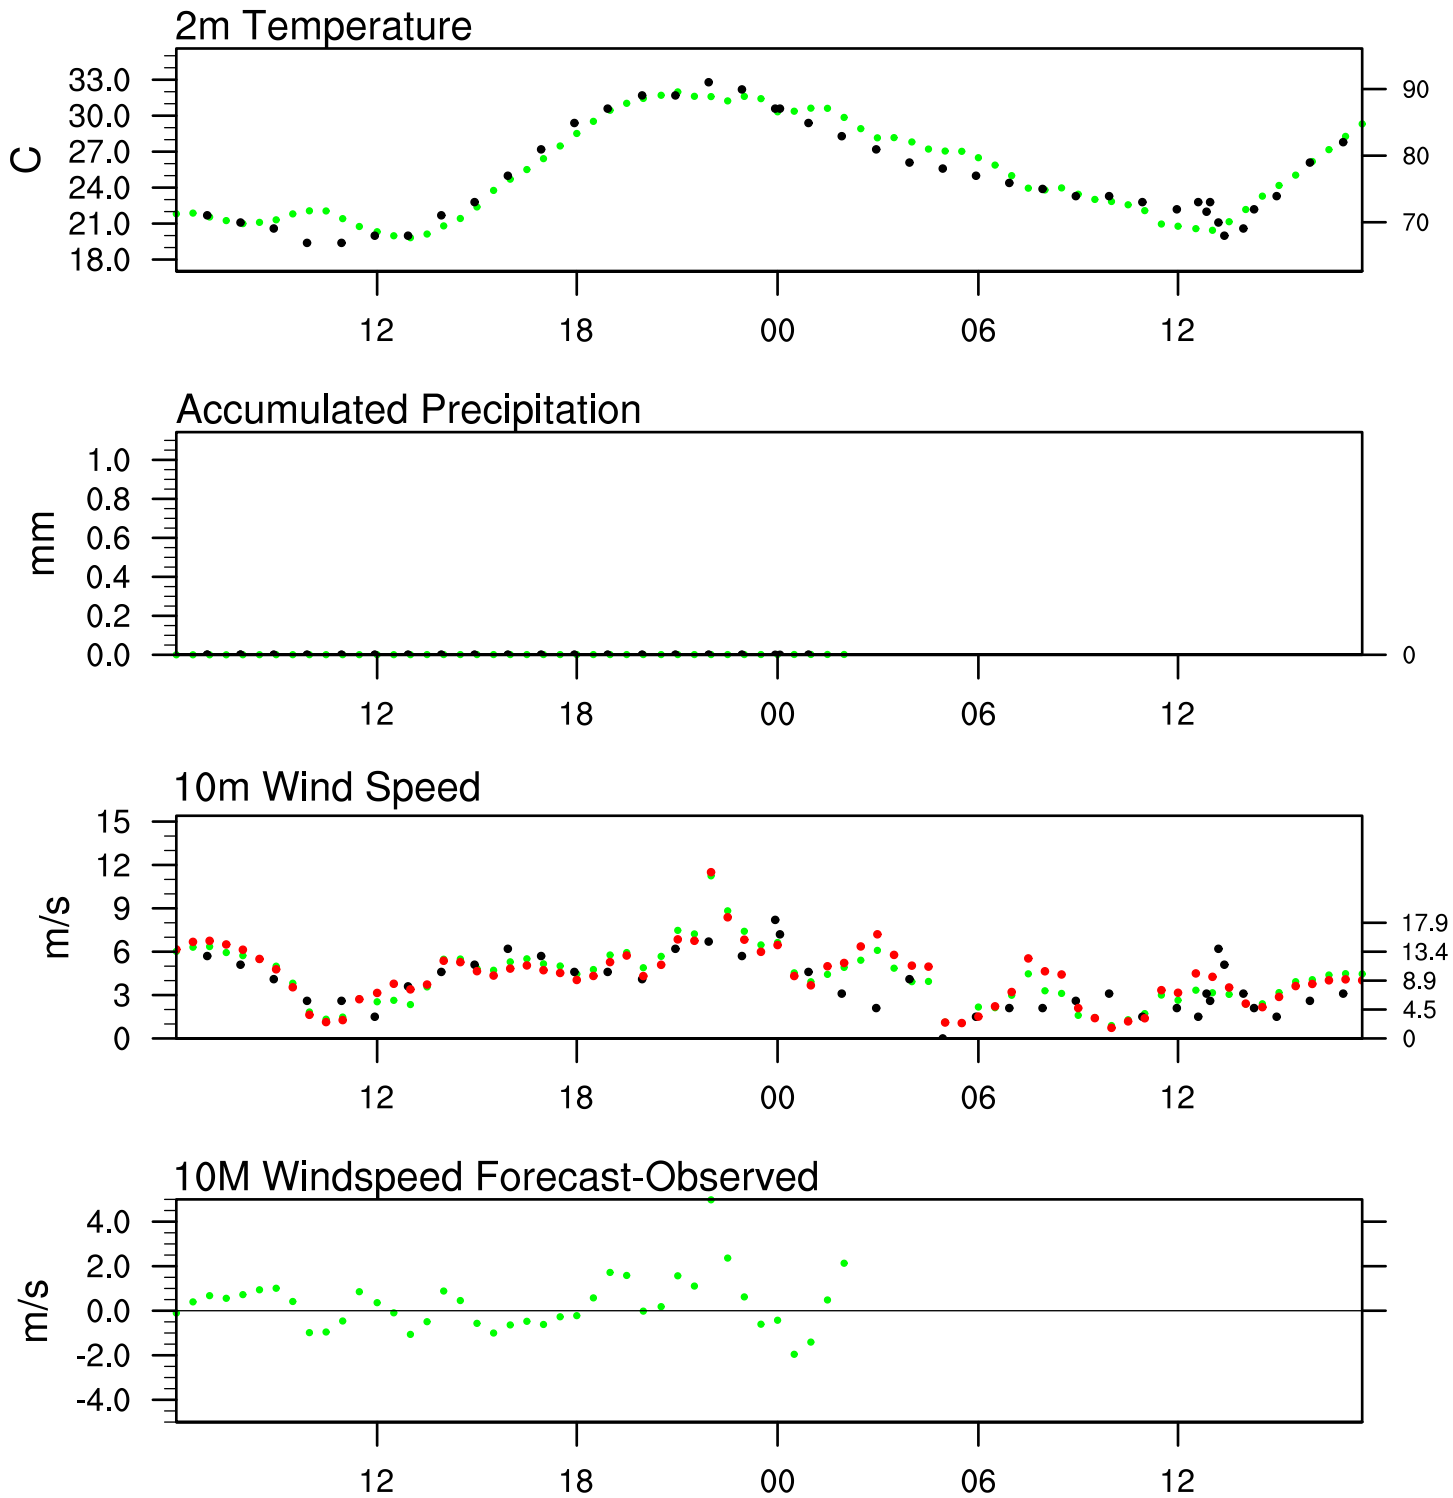 2m Temperature
33.0
30.0
27.0
24.0
21.0
18.0
C
90
80
70
12 18 00 06 12
Accumulated Precipitation
1.0
0.8
0.6
0.4
0.2
0.0
mm
0
12 18 00 06 12
10m Wind Speed
15
12
9
6
3
0
m/s
17.9
13.4
8.9
4.5
0
12 18 00 06 12
10M Windspeed Forecast-Observed
4.0
2.0
0.0
-2.0
-4.0
m/s
12 18 00 06 12